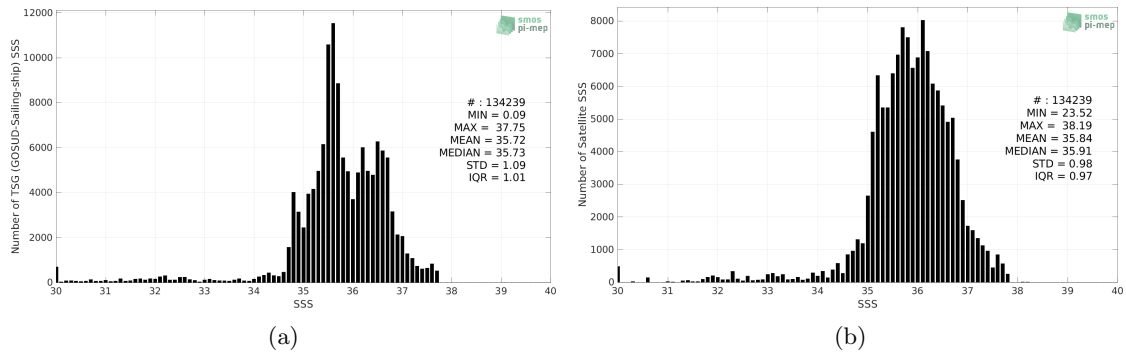 smos
pi-mep
Number of TSG (GOSUD-Sailing-ship) SSS
12000
10000
8000
6000
4000
2000
0
# : 134239
MIN = 0.09
MAX = 37.75
MEAN = 35.72
MEDIAN = 35.73
STD = 1.09
IQR = 1.01
30 31 32 33 34 35 36 37 38 39 40
SSS
(a)
smos
pi-mep
Number of Satellite SSS
8000
7000
6000
5000
4000
3000
2000
1000
0
# : 134239
MIN = 23.52
MAX = 38.19
MEAN = 35.84
MEDIAN = 35.91
STD = 0.98
IQR = 0.97
30 31 32 33 34 35 36 37 38 39 40
SSS
(b)